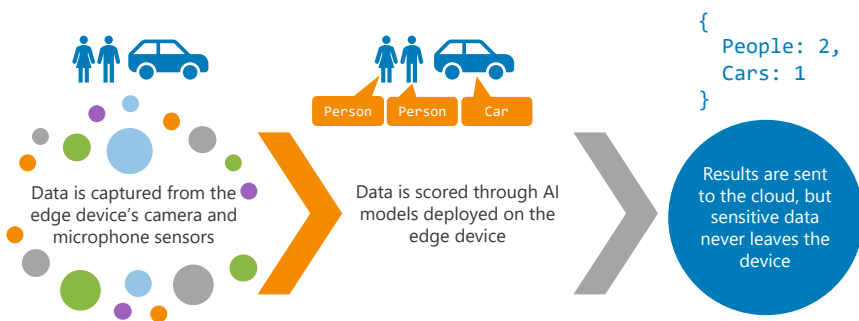 {
People: 2,
Cars: 1
}
Person
Person
Car
Data is captured from the
edge device's camera and
microphone sensors
Data is scored through AI
models deployed on the
edge device
Results are sent
to the cloud, but
sensitive data
never leaves the
device